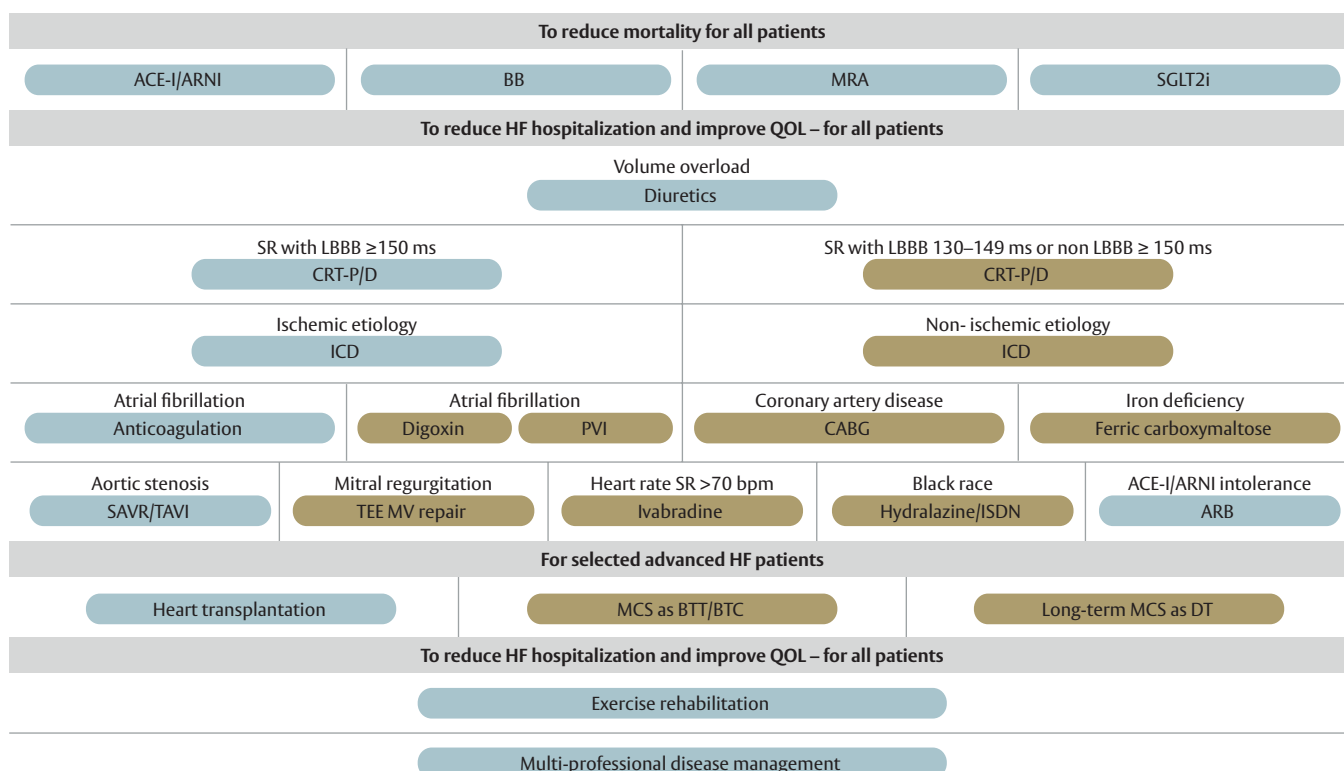 To reduce mortality for all patients
ACE-I/ARNI
BB
MRA
SGLT2i
To reduce HF hospitalization and improve QOL – for all patients
Volume overload
Diuretics
SR with LBBB ≥150 ms
CRT-P/D
SR with LBBB 130–149 ms or non LBBB ≥ 150 ms
CRT-P/D
Ischemic etiology
ICD
Non- ischemic etiology
ICD
Atrial fibrillation
Anticoagulation
Atrial fibrillation
Digoxin
PVI
Coronary artery disease
CABG
Iron deficiency
Ferric carboxymaltose
Aortic stenosis
SAVR/TAVI
Mitral regurgitation
TEE MV repair
Heart rate SR >70 bpm
Ivabradine
Black race
Hydralazine/ISDN
ACE-I/ARNI intolerance
ARB
For selected advanced HF patients
Heart transplantation
MCS as BTT/BTC
Long-term MCS as DT
To reduce HF hospitalization and improve QOL – for all patients
Exercise rehabilitation
Multi-professional disease management